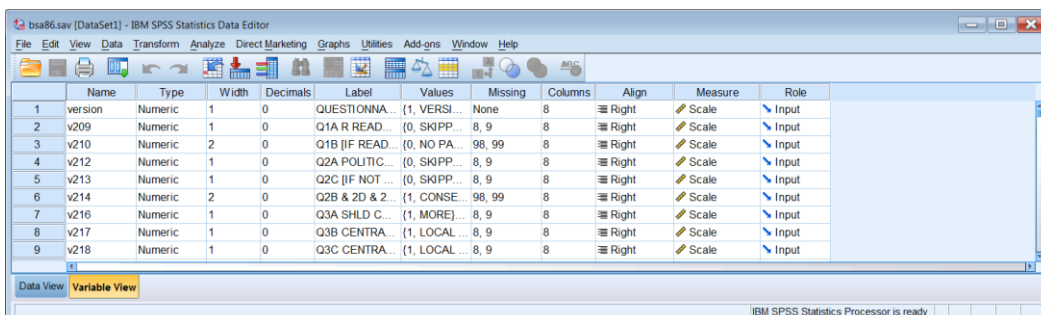 bsa86.sav [DataSet1] - IBM SPSS Statistics Data Editor
File Edit View Data Transform Analyze Direct Marketing Graphs Utilities Add-ons Window Help
Name Type Width Decimals Label Values Missing Columns Align Measure Role
1 version Numeric 1 0 QUESTIONNA... {1, VERSI... None 8 Right Scale Input
2 v209 Numeric 1 0 Q1A R READ... {0, SKIPP... 8, 9 8 Right Scale Input
3 v210 Numeric 2 0 Q1B [IF READ... {0, NO PA... 98, 99 8 Right Scale Input
4 v212 Numeric 1 0 Q2A POLITIC... {0, SKIPP... 8, 9 8 Right Scale Input
5 v213 Numeric 1 0 Q2C [IF NOT ... {0, SKIPP... 8, 9 8 Right Scale Input
6 v214 Numeric 2 0 Q2B & 2D & 2... {1, CONSE... 98, 99 8 Right Scale Input
7 v216 Numeric 1 0 Q3A SHLD C... {1, MORE}... 8, 9 8 Right Scale Input
8 v217 Numeric 1 0 Q3B CENTRA... {1, LOCAL ... 8, 9 8 Right Scale Input
9 v218 Numeric 1 0 Q3C CENTRA... {1, LOCAL ... 8, 9 8 Right Scale Input
Data View Variable View
IBM SPSS Statistics Processor is ready